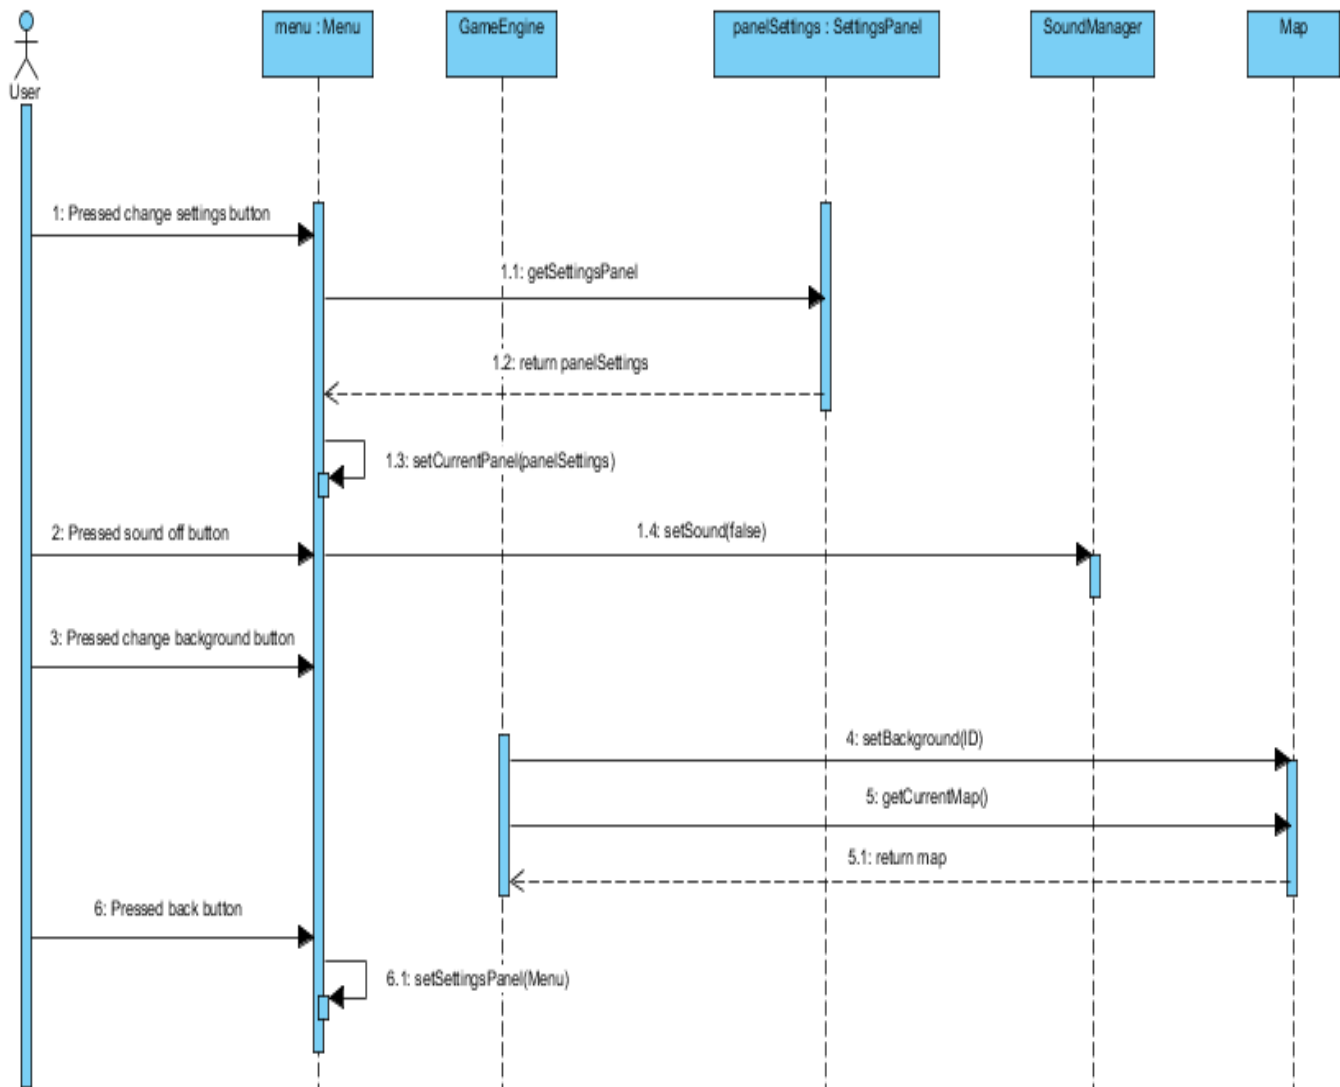 menu : Menu
GameEngine
panelSettings : SettingsPanel
SoundManager
Map
User
1: Pressed change settings button
1.1: getSettingsPanel
1.2: return panelSettings
1.3: setCurrentPanel(panelSettings)
2: Pressed sound off button
1.4: setSound(false)
3: Pressed change background button
4: setBackground(ID)
5: getCurrentMap()
5.1: return map
6: Pressed back button
6.1: setSettingsPanel(Menu)